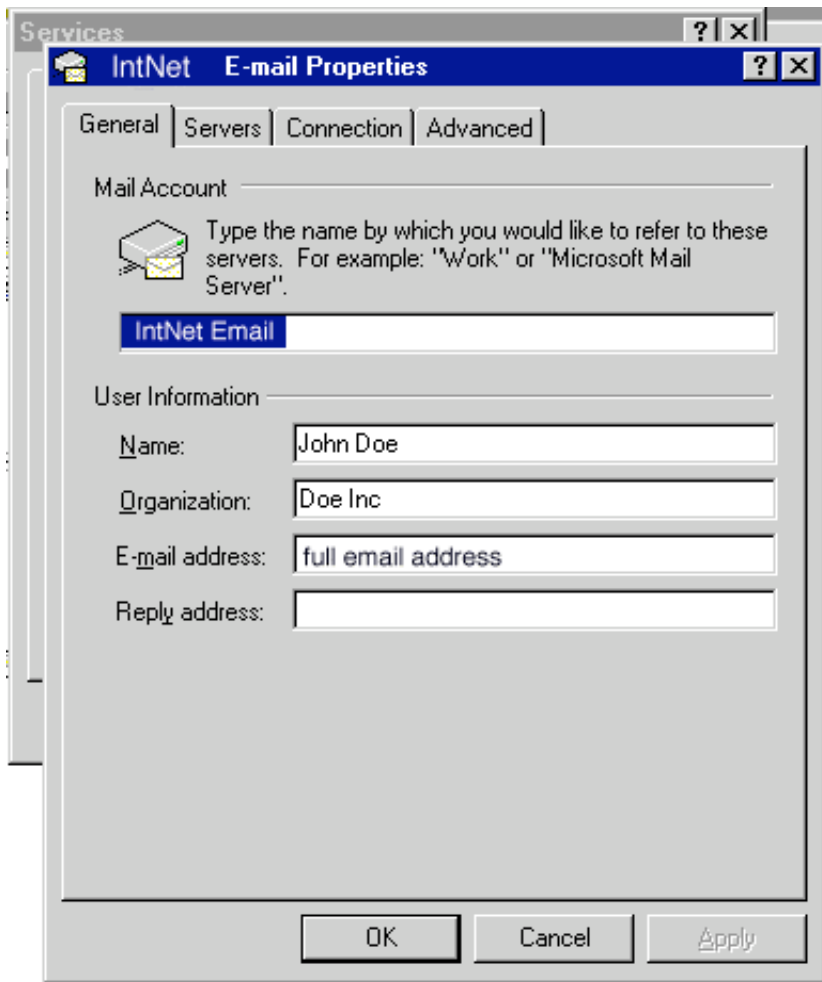 Services
IntNet E-mail Properties
General Servers Connection Advanced
Mail Account
Type the name by which you would like to refer to these
servers. For example: "Work" or "Microsoft Mail
Server".
IntNet Email
User Information
Name: John Doe
Organization: Doe Inc
E-mail address: full email address
Reply address:
OK Cancel Apply